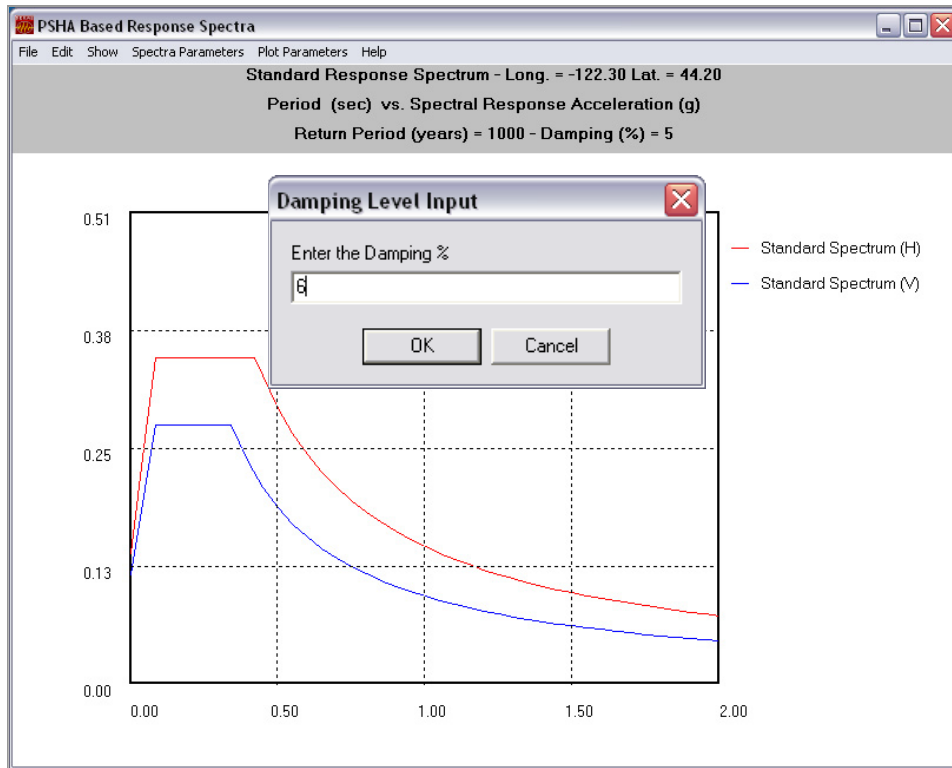 PSHA Based Response Spectra
File Edit Show Spectra Parameters Plot Parameters Help
Standard Response Spectrum - Long. = -122.30 Lat. = 44.20
Period (sec) vs. Spectral Response Acceleration (g)
Return Period (years) = 1000 - Damping (%) = 5
Damping Level Input
Enter the Damping %
6
OK Cancel
0.51
0.38
0.25
0.13
0.00
0.00 0.50 1.00 1.50 2.00
Standard Spectrum (H)
Standard Spectrum (V)